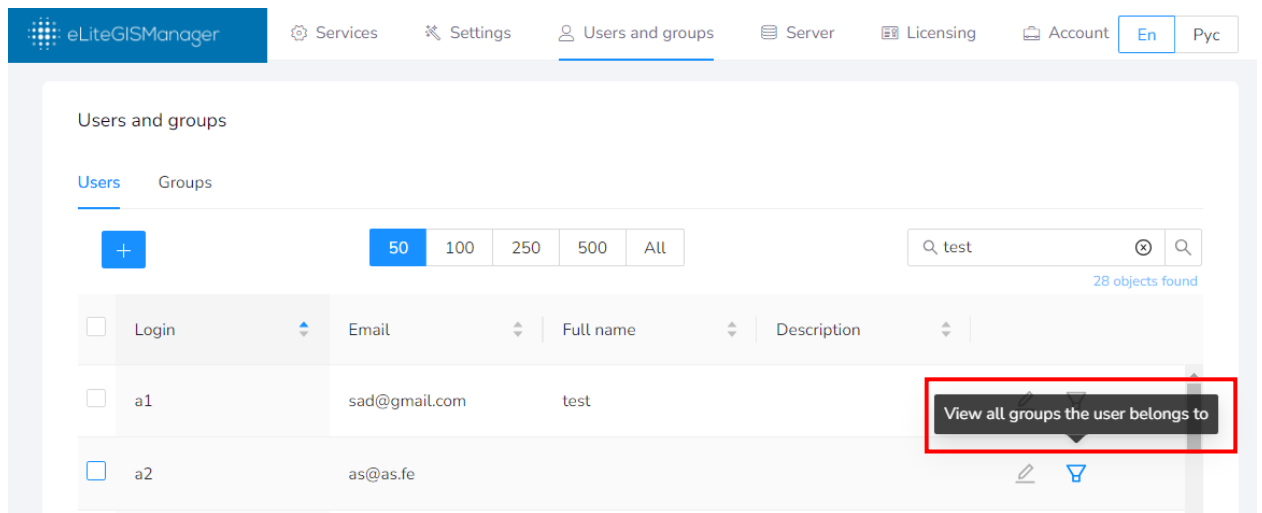 eLiteGISManager Services Settings Users and groups Server Licensing Account En Рус
Users and groups
Users Groups
+ 50 100 250 500 All test
28 objects found
Login Email Full name Description
a1 sad@gmail.com test
View all groups the user belongs to
a2 as@as.fe